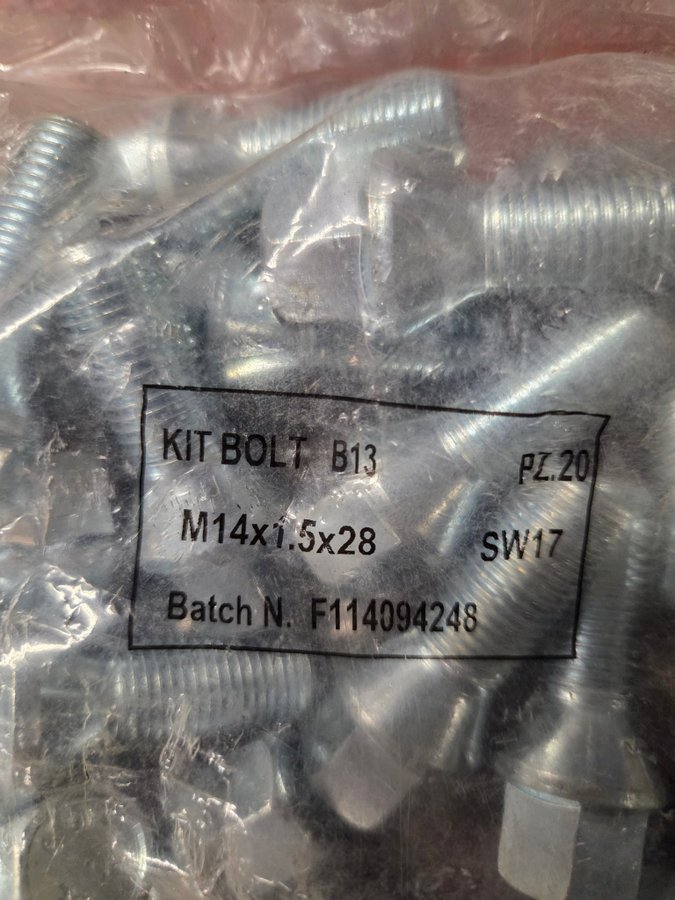 KIT BOLT B13 PZ.20
M14x1.5x28 SW17
Batch N. F114094248